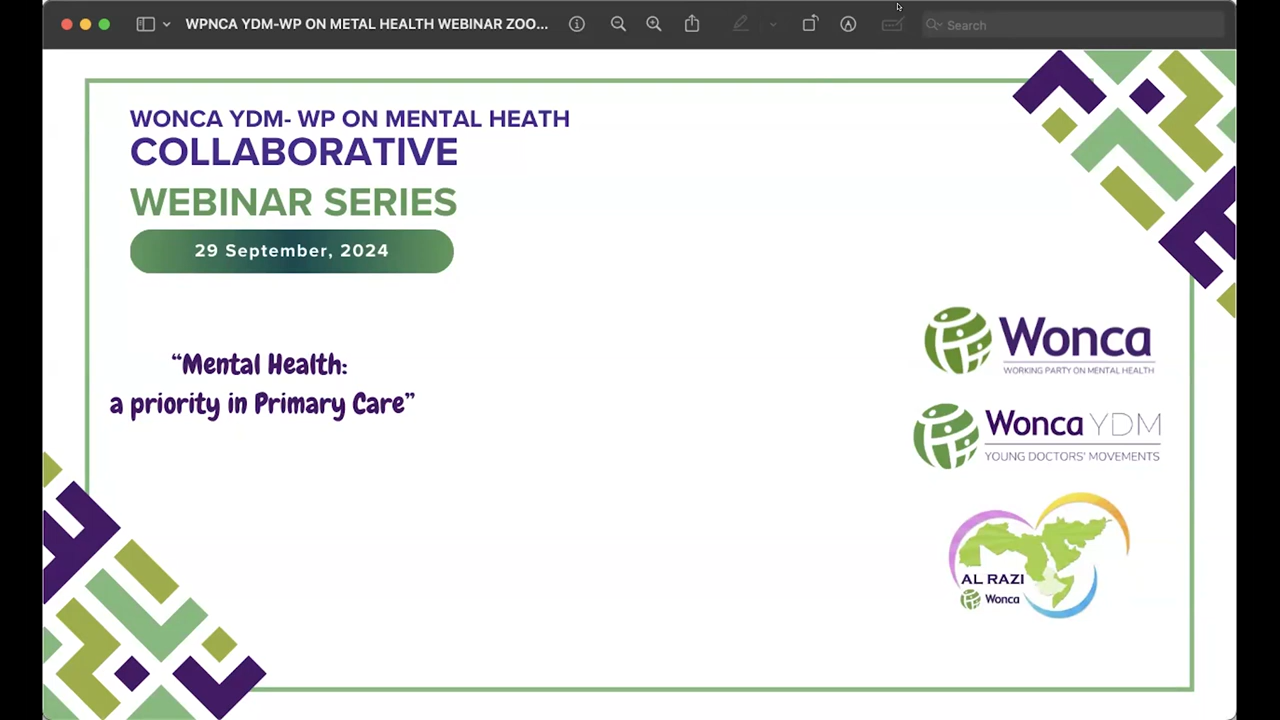 WPNCA YDM-WP ON METAL HEALTH WEBINAR ZOO...
Search
WONCA YDM- WP ON MENTAL HEATH
COLLABORATIVE
WEBINAR SERIES
29 September, 2024
“Mental Health:
a priority in Primary Care”
Wonca
WORKING PARTY ON MENTAL HEALTH
Wonca YDM
YOUNG DOCTORS' MOVEMENTS
AL RAZI
Wonca